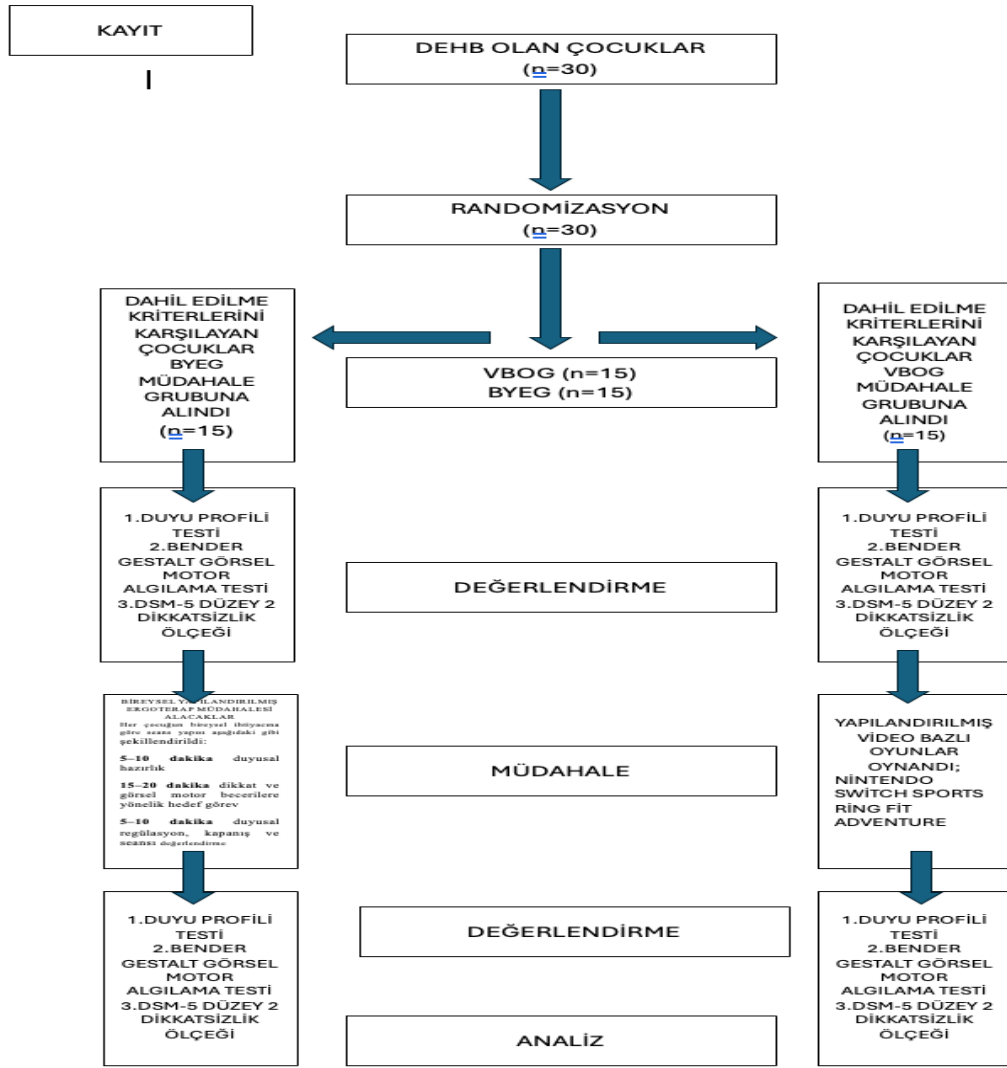 KAYIT
DEHB OLAN ÇOCUKLAR
(n=30)
RANDOMİZASYON
(n=30)
DAHİL EDİLME
KRİTERLERİNİ
KARŞILAYAN
ÇOCUKLAR
BYEG
MÜDAHALE
GRUBUNA
ALINDI
(n=15)
VBOG (n=15)
BYEG (n=15)
DAHİL EDİLME
KRİTERLERİNİ
KARŞILAYAN
ÇOCUKLAR
VBOG
MÜDAHALE
GRUBUNA
ALINDI
(n=15)
1.DUYU PROFİLİ
TESTİ
2.BENDER
GESTALT GÖRSEL
MOTOR
ALGILAMA TESTİ
3.DSM-5 DÜZEY 2
DİKKATSİZLİK
ÖLÇEĞİ
DEĞERLENDİRME
1.DUYU PROFİLİ
TESTİ
2.BENDER
GESTALT GÖRSEL
MOTOR
ALGILAMA TESTİ
3.DSM-5 DÜZEY 2
DİKKATSİZLİK
ÖLÇEĞİ
BİREYSEL YAPILANDIRILMIŞ
ERGOTERAP MÜDAHALESİ
ALACAKLAR
Her çocuğun bireysel ihtiyacına
göre seans yapısı aşağıdaki gibi
şekillendirildi:
5–10 dakika duyusal
hazırlık
15–20 dakika dikkat ve
görsel motor becerilere
yönelik hedef görev
5–10 dakika duyusal
regülasyon, kapanış ve
seansı değerlendirme
MÜDAHALE
YAPILANDIRILMIŞ
VİDEO BAZLI
OYUNLAR
OYNANDI;
NİNTENDO
SWİTCH SPORTS
RİNG FİT
ADVENTURE
1.DUYU PROFİLİ
TESTİ
2.BENDER
GESTALT GÖRSEL
MOTOR
ALGILAMA TESTİ
3.DSM-5 DÜZEY 2
DİKKATSİZLİK
ÖLÇEĞİ
DEĞERLENDİRME
1.DUYU PROFİLİ
TESTİ
2.BENDER
GESTALT GÖRSEL
MOTOR
ALGILAMA TESTİ
3.DSM-5 DÜZEY 2
DİKKATSİZLİK
ÖLÇEĞİ
ANALİZ